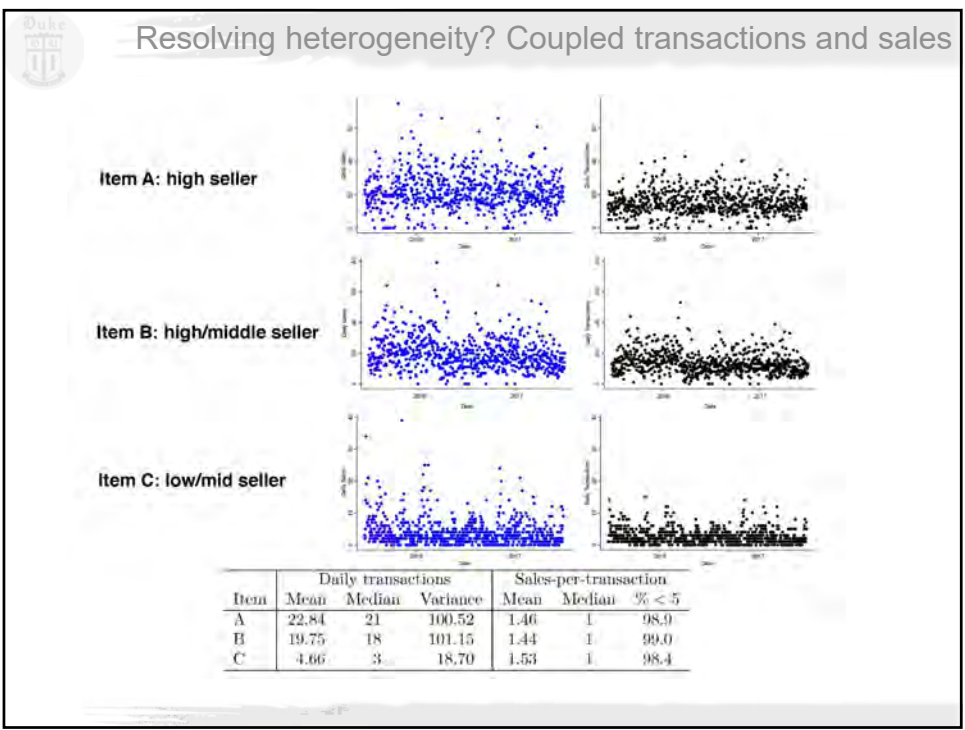 Duke
Resolving heterogeneity? Coupled transactions and sales
Item A: high seller
Item B: high/middle seller
Item C: low/mid seller
Daily transactions Sales-per-transaction
Item Mean Median Variance Mean Median % < 5
A 22.84 21 100.52 1.46 1 98.9
B 19.75 18 101.15 1.44 1 99.0
C 4.66 3 18.70 1.53 1 98.4